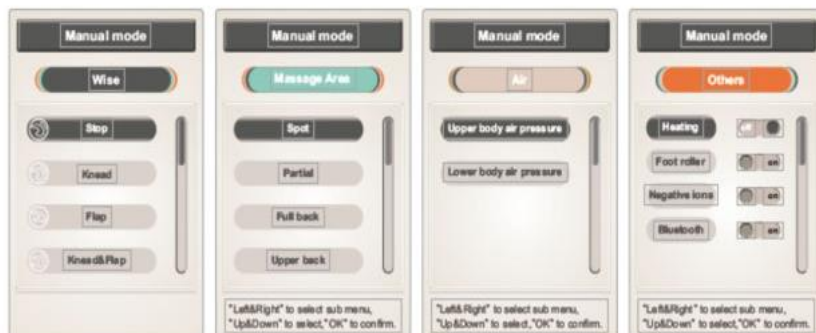 Manual mode
Wise
Stop
Knead
Flap
Knead&Flap
Manual mode
Massage Area
Spot
Partial
Full back
Upper back
"Left&Right" to select sub menu,
"Up&Down" to select,"OK" to confirm.
Manual mode
Air
Upper body air pressure
Lower body air pressure
"Left&Right" to select sub menu,
"Up&Down" to select,"OK" to confirm.
Manual mode
Others
Heating off
Foot roller on
Negative ions on
Bluetooth on
"Left&Right" to select sub menu,
"Up&Down" to select,"OK" to confirm.